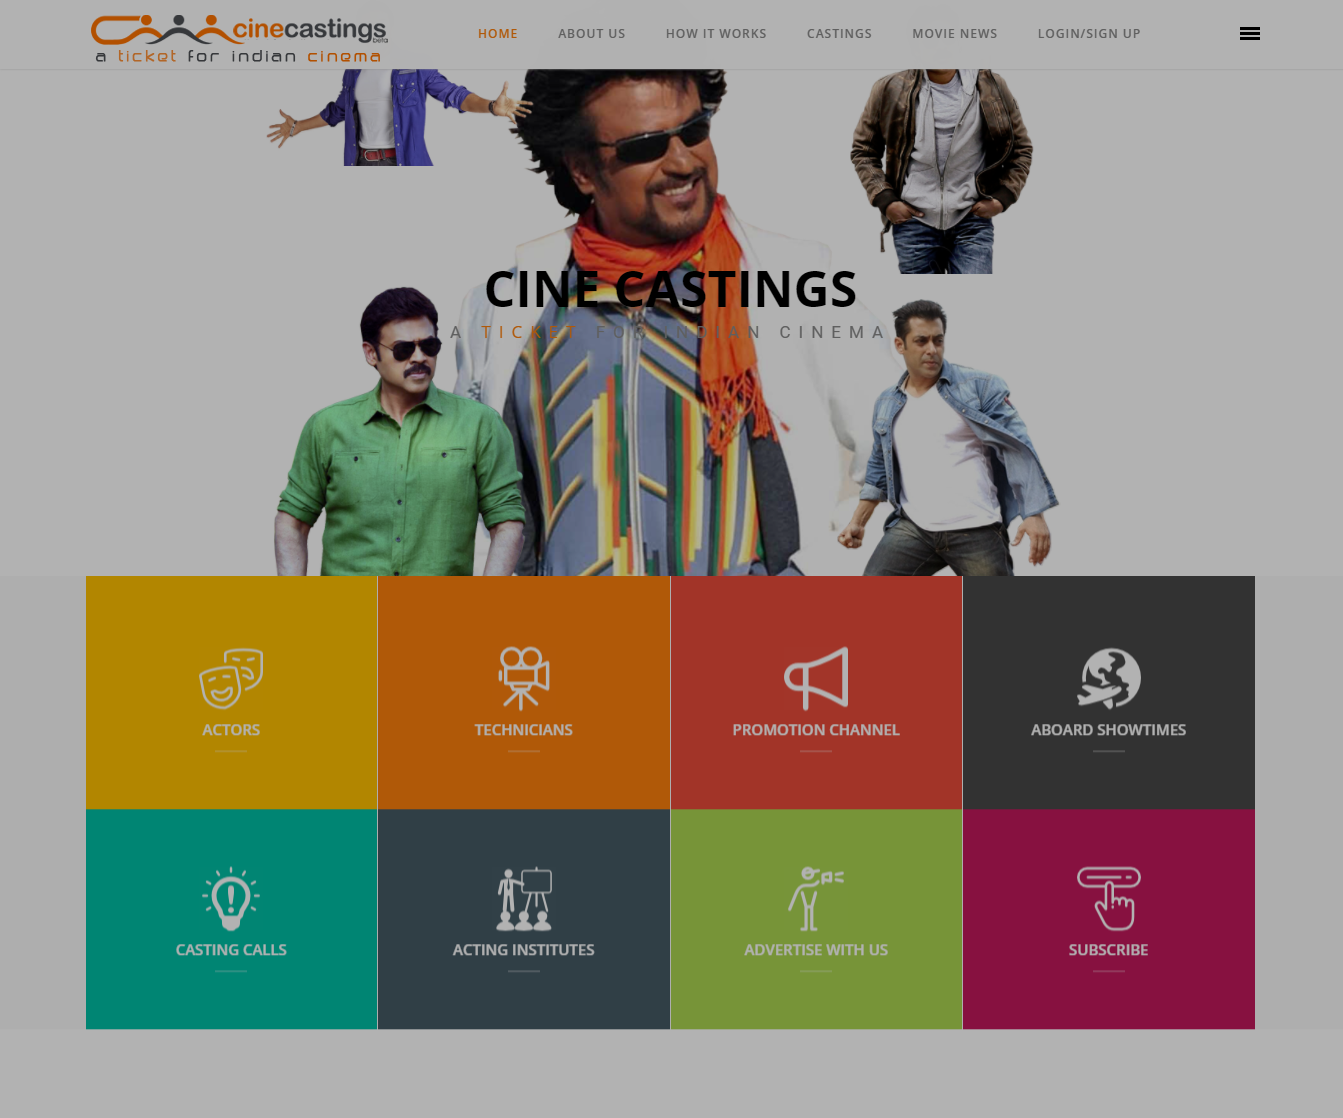 cinecastings
beta
a ticket for indian cinema
HOME ABOUT US HOW IT WORKS CASTINGS MOVIE NEWS LOGIN/SIGN UP
CINE CASTINGS
A TICKET FOR INDIAN CINEMA
ACTORS TECHNICIANS PROMOTION CHANNEL ABOARD SHOWTIMES
CASTING CALLS ACTING INSTITUTES ADVERTISE WITH US SUBSCRIBE